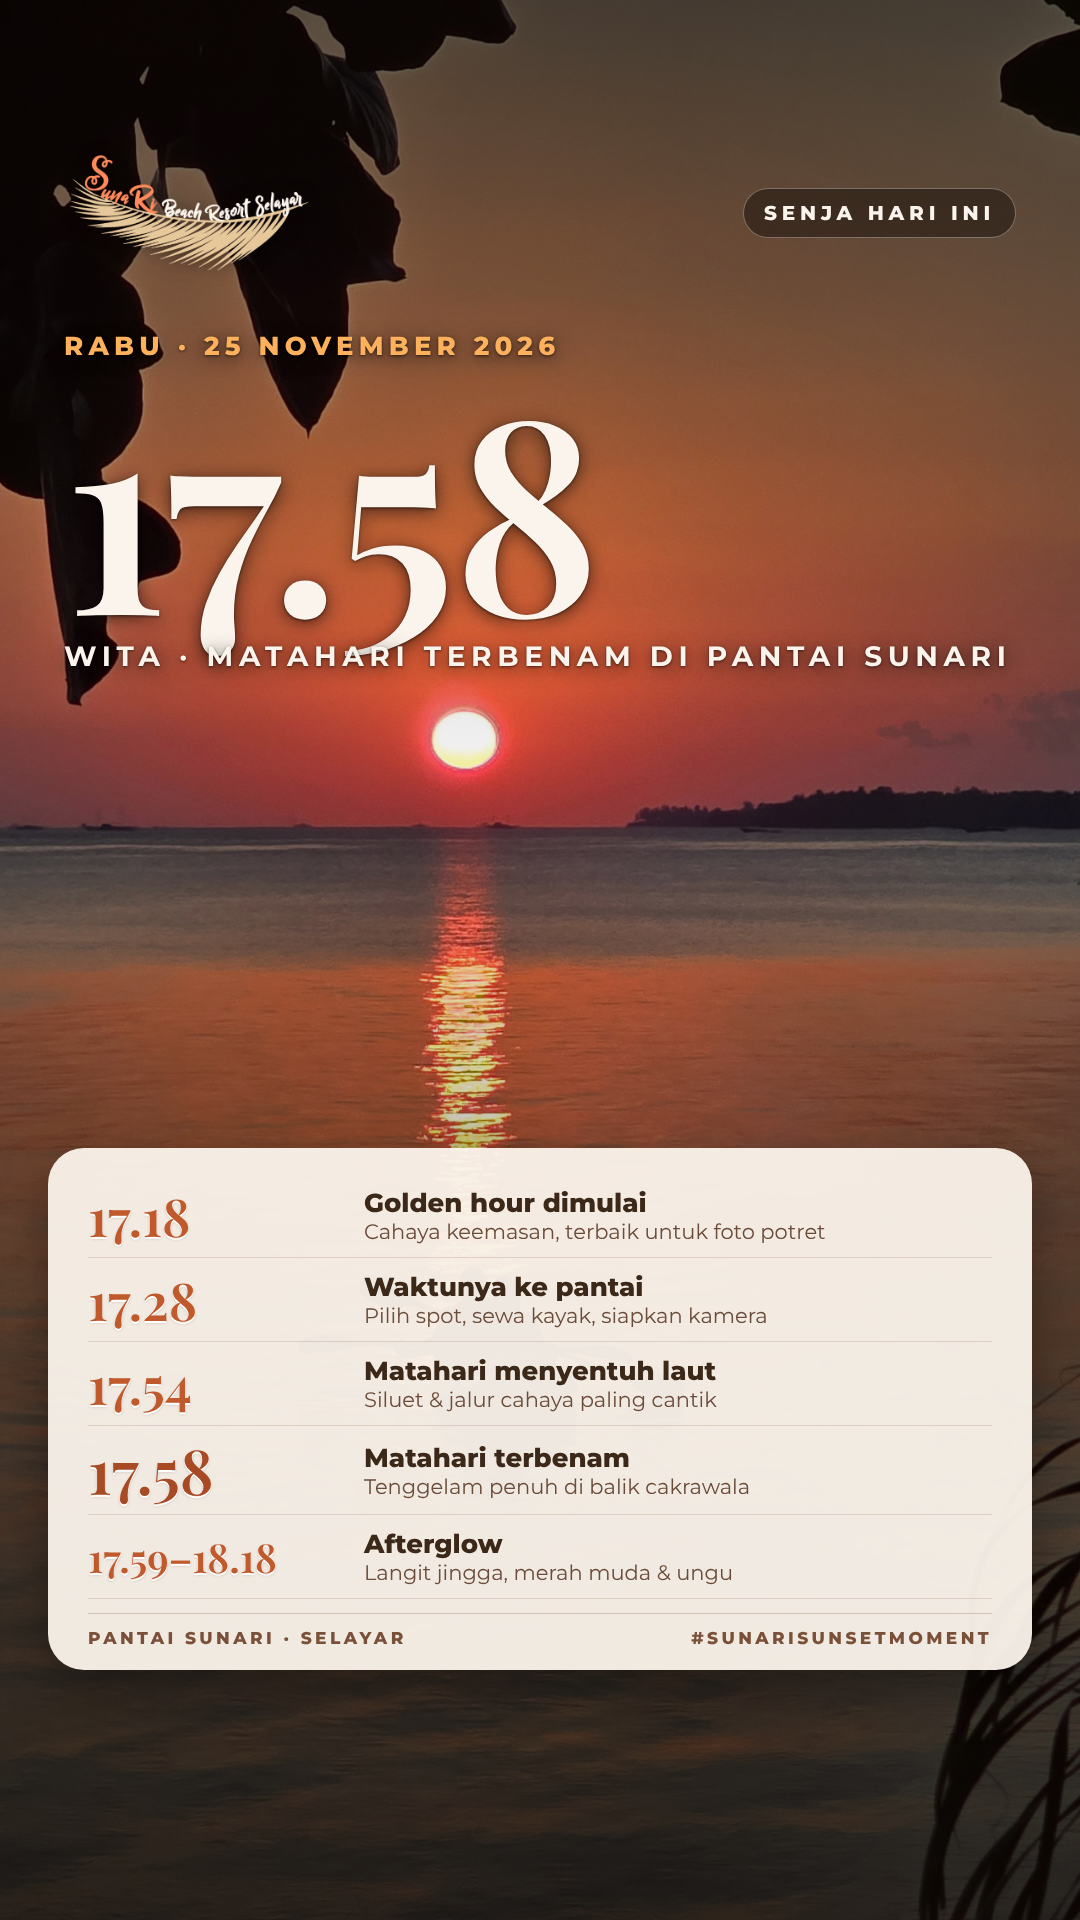 SunaRi Beach Resort Selayar
SENJA HARI INI
RABU · 25 NOVEMBER 2026
17.58
WITA · MATAHARI TERBENAM DI PANTAI SUNARI
17.18
Golden hour dimulai
Cahaya keemasan, terbaik untuk foto potret
17.28
Waktunya ke pantai
Pilih spot, sewa kayak, siapkan kamera
17.54
Matahari menyentuh laut
Siluet & jalur cahaya paling cantik
17.58
Matahari terbenam
Tenggelam penuh di balik cakrawala
17.59–18.18
Afterglow
Langit jingga, merah muda & ungu
PANTAI SUNARI · SELAYAR
#SUNARISUNSETMOMENT